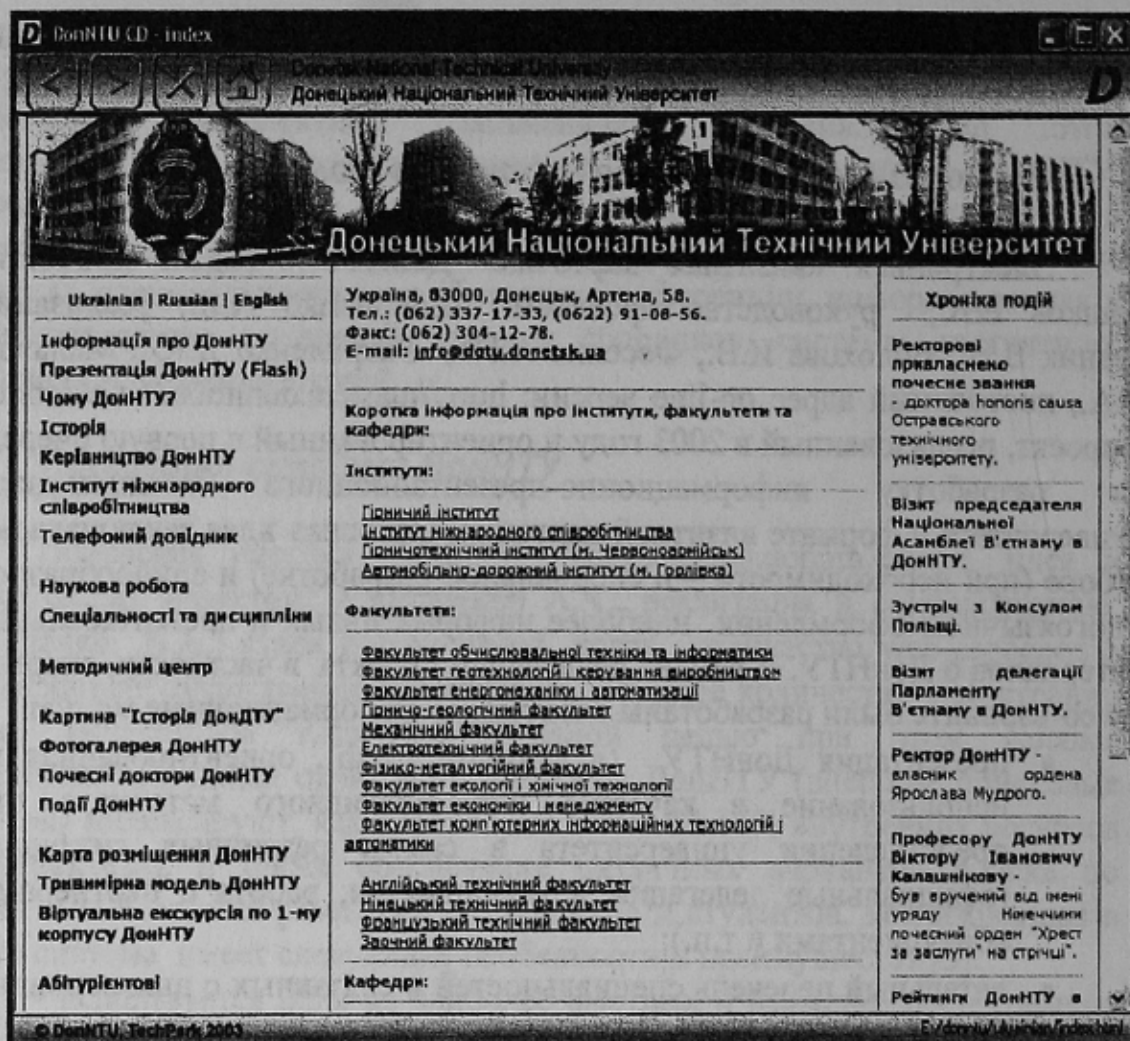 DonNTU CD - index
Donetsk National Technical University
Донецький Національний Технічний Університет
Донецький Національний Технічний Університет
Ukrainian | Russian | English
Інформація про ДонНТУ
Презентація ДонНТУ (Flash)
Чому ДонНТУ?
Історія
Керівництво ДонНТУ
Інститут міжнародного
співробітництва
Телефоний довідник
Наукова робота
Спеціальності та дисципліни
Методичний центр
Картина "Історія ДонДТУ"
Фотогалерея ДонНТУ
Почесні доктори ДонНТУ
Події ДонНТУ
Карта розміщення ДонНТУ
Тривимірна модель ДонНТУ
Віртуальна екскурсія по 1-му
корпусу ДонНТУ
Абітурієнтові
Україна, 83000, Донецьк, Артема, 58.
Тел.: (062) 337-17-33, (0622) 91-08-56.
Факс: (062) 304-12-78.
E-mail: info@dgtu.donetsk.ua
Коротка інформація про інститути, факультети та
кафедри:
Інститути:
Гірничий інститут
Інститут міжнародного співробітництва
Гірничотехнічний інститут (м. Червоноармійськ)
Автомобільно-дорожний інститут (м. Горлівка)
Факультети:
Факультет обчислювальної техніки та інформатики
Факультет геотехнологій і керування виробництвом
Факультет енергомеханіки і автоматизації
Гірничо-геологічний факультет
Механічний факультет
Електротехнічний факультет
Фізико-металургійний факультет
Факультет екології і хімічної технології
Факультет економіки і менеджменту
Факультет комп'ютерних інформаційних технологій і
автоматики
Англійський технічний факультет
Німецький технічний факультет
Французький технічний факультет
Заочний факультет
Кафедри:
Хроніка подій
Ректорові
привласнено
почесне звання
- доктора honoris causa
Остравського
технічного
університету.
Візит председателя
Національної
Асамблеї В'єтнаму в
ДонНТУ.
Зустріч з Консулом
Польщі.
Візит делегації
Парламенту
В'єтнаму в ДонНТУ.
Ректор ДонНТУ -
власник ордена
Ярослава Мудрого.
Професору ДонНТУ
Віктору Івановичу
Калашнікову -
був вручений від імені
уряду Німеччини
почесний орден "Хрест
за заслуги" на стрічці".
Рейтинги ДонНТУ в
© DonNTU, TechPark 2003
E:/donntu/ukrainian/index.html